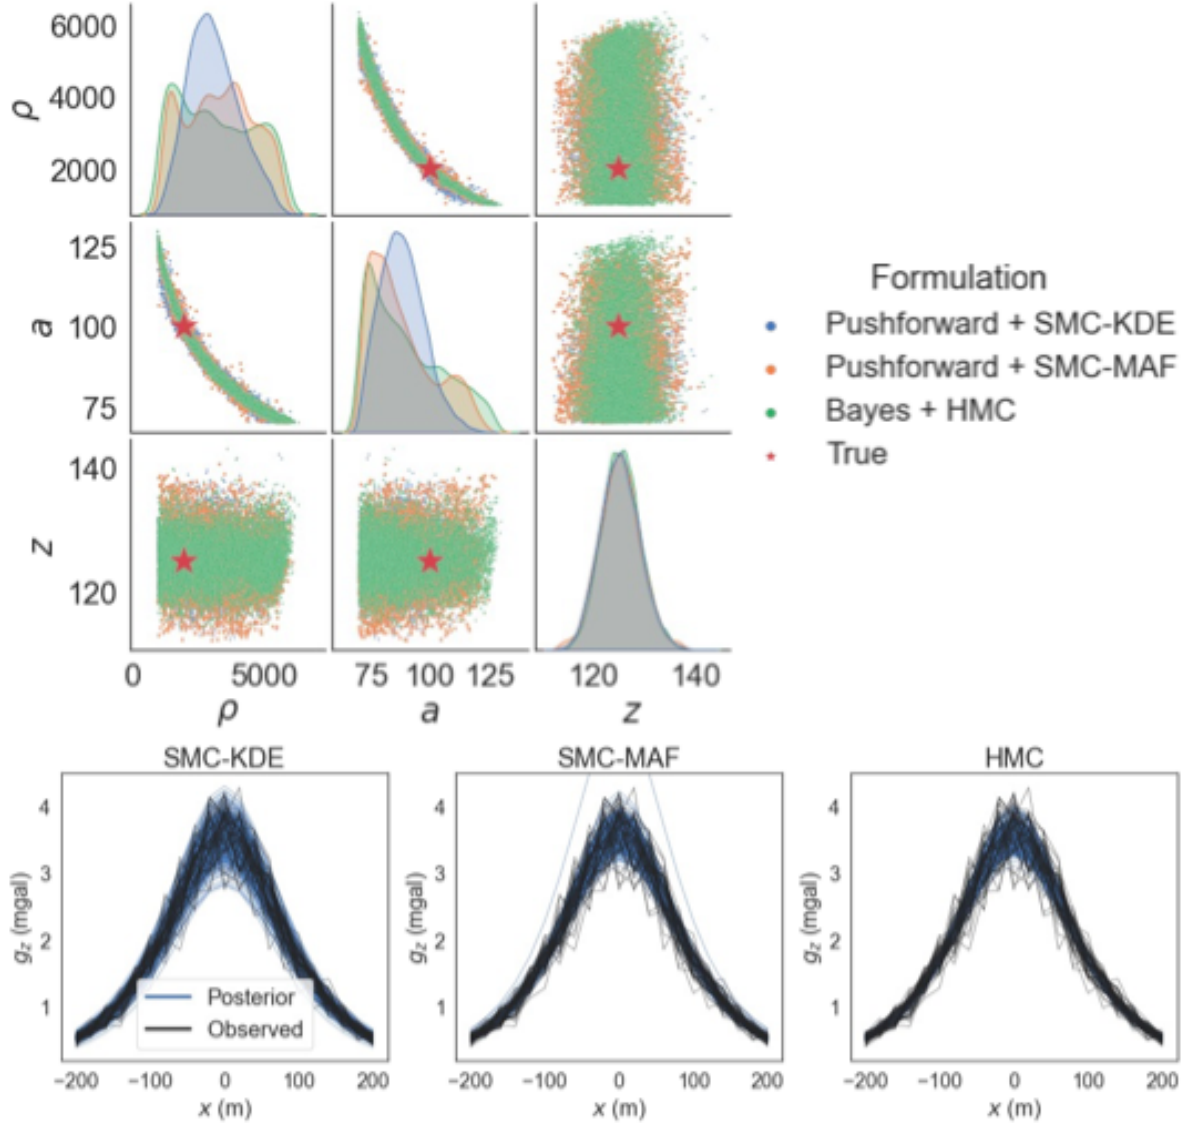 ρ
6000
4000
2000
a
125
100
75
z
140
120
0 5000 75 100 125 120 140
ρ a z
Formulation
Pushforward + SMC-KDE
Pushforward + SMC-MAF
Bayes + HMC
True
SMC-KDE
g_z (mgal)
4
3
2
1
Posterior
Observed
−200 −100 0 100 200
x (m)
SMC-MAF
g_z (mgal)
4
3
2
1
−200 −100 0 100 200
x (m)
HMC
g_z (mgal)
4
3
2
1
−200 −100 0 100 200
x (m)